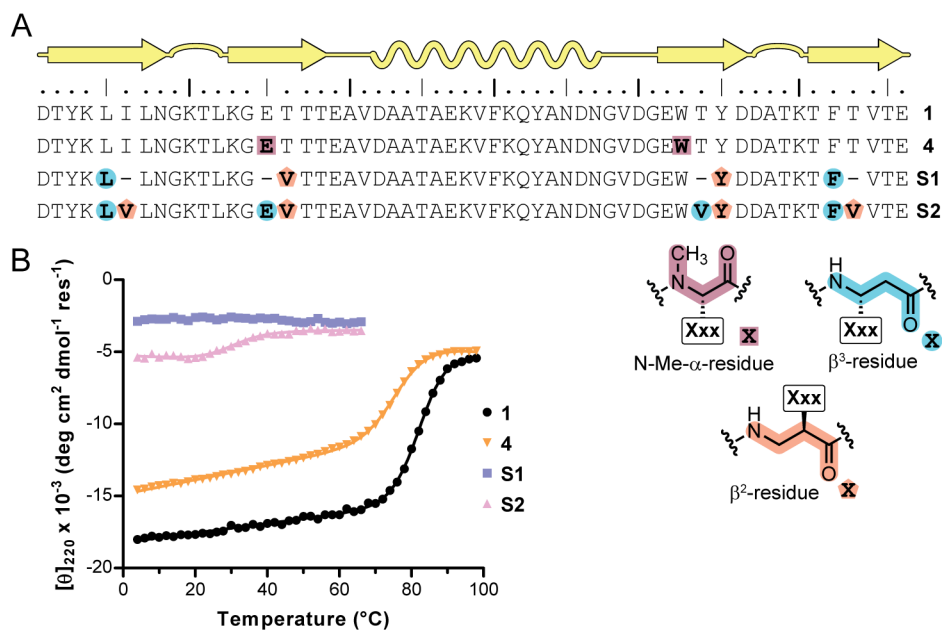 A
DTYKLILNGKTLKGETTTEAVDAATAEKVFKQYANDNGVDGEWTYDDATKTFTVTE 1
DTYKLILNGKTLKGETTTEAVDAATAEKVFKQYANDNGVDGEWTYDDATKTFTVTE 4
DTYKL–LNGKTLKG–VTTEAVDAATAEKVFKQYANDNGVDGEW–YDDATKTF–VTE S1
DTYKLVLNGKTLKGEVTTEAVDAATAEKVFKQYANDNGVDGEWVYDDATKTFVVTE S2
B
0
-5
-10
-15
-20
[θ]220 x 10-3 (deg cm2 dmol-1 res-1)
0 20 40 60 80 100
Temperature (°C)
1
4
S1
S2
CH3 O
N
Xxx X
N-Me-α-residue
H
N
O
Xxx X
β3-residue
Xxx
H
N
O
β2-residue X